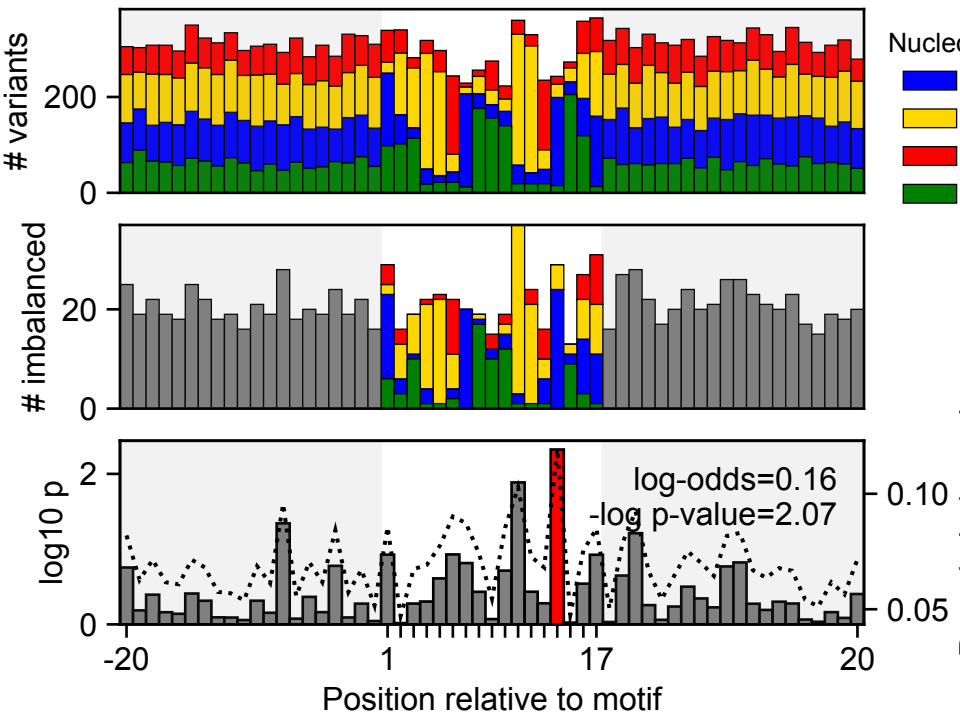 # variants
200
0
Nucleo
# imbalanced
20
0
log10 p
2
0
log-odds=0.16
-log p-value=2.07
0.10
0.05
-20
1
17
20
Position relative to motif